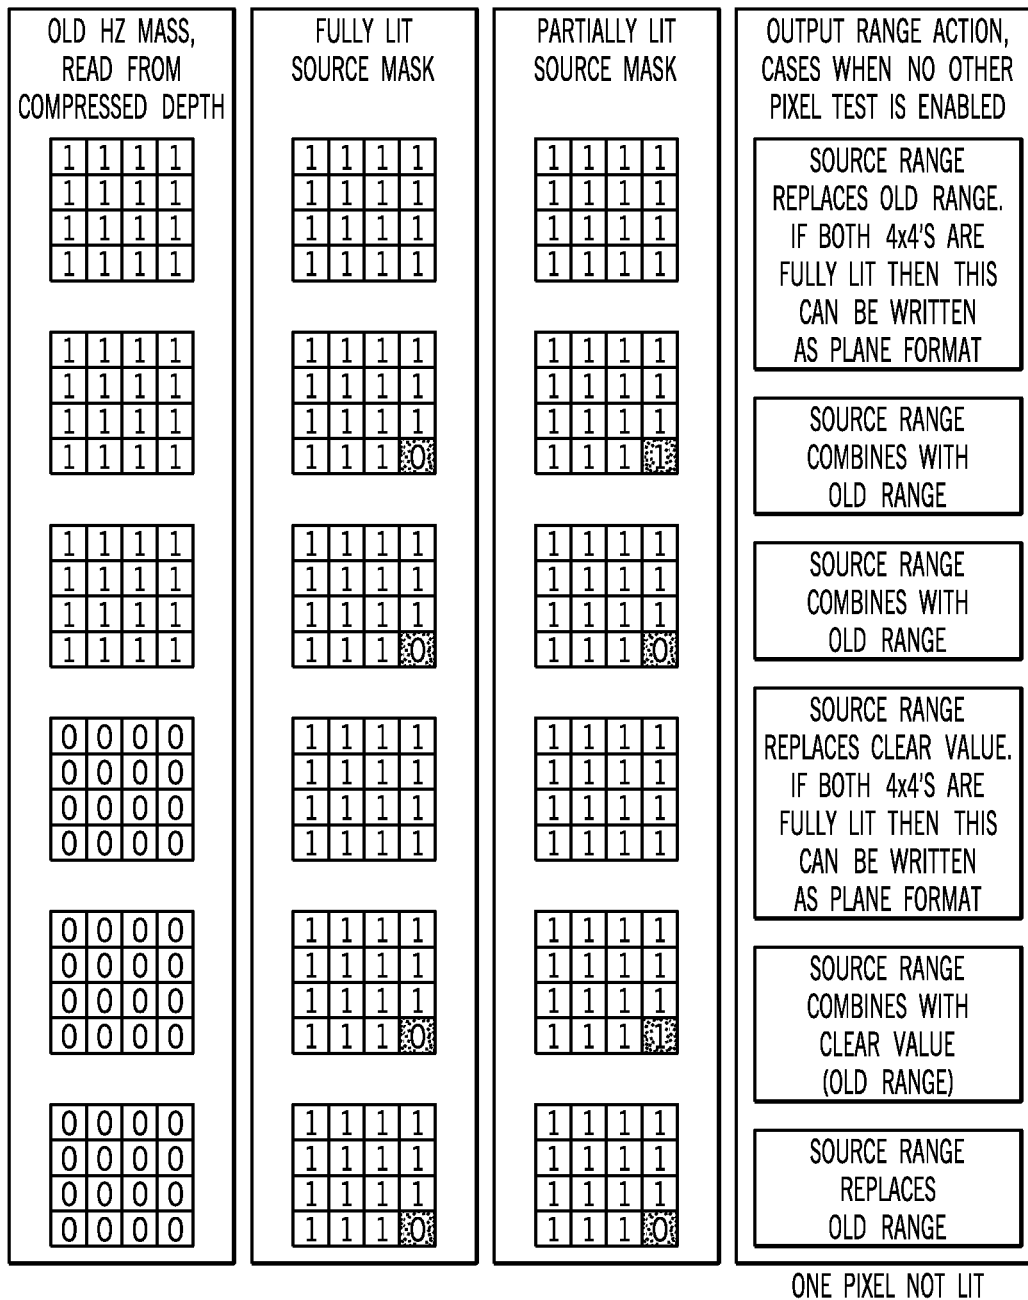 OLD HZ MASS,
READ FROM
COMPRESSED DEPTH
FULLY LIT
SOURCE MASK
PARTIALLY LIT
SOURCE MASK
OUTPUT RANGE ACTION,
CASES WHEN NO OTHER
PIXEL TEST IS ENABLED
1 1 1 1
1 1 1 1
1 1 1 1
1 1 1 1
1 1 1 1
1 1 1 1
1 1 1 1
1 1 1 1
1 1 1 1
1 1 1 1
1 1 1 1
1 1 1 1
SOURCE RANGE
REPLACES OLD RANGE.
IF BOTH 4x4'S ARE
FULLY LIT THEN THIS
CAN BE WRITTEN
AS PLANE FORMAT
1 1 1 1
1 1 1 1
1 1 1 1
1 1 1 1
1 1 1 1
1 1 1 1
1 1 1 1
1 1 1 0
1 1 1 1
1 1 1 1
1 1 1 1
1 1 1 1
SOURCE RANGE
COMBINES WITH
OLD RANGE
1 1 1 1
1 1 1 1
1 1 1 1
1 1 1 1
1 1 1 1
1 1 1 1
1 1 1 1
1 1 1 0
1 1 1 1
1 1 1 1
1 1 1 1
1 1 1 0
SOURCE RANGE
COMBINES WITH
OLD RANGE
0 0 0 0
0 0 0 0
0 0 0 0
0 0 0 0
1 1 1 1
1 1 1 1
1 1 1 1
1 1 1 1
1 1 1 1
1 1 1 1
1 1 1 1
1 1 1 1
SOURCE RANGE
REPLACES CLEAR VALUE.
IF BOTH 4x4'S ARE
FULLY LIT THEN THIS
CAN BE WRITTEN
AS PLANE FORMAT
0 0 0 0
0 0 0 0
0 0 0 0
0 0 0 0
1 1 1 1
1 1 1 1
1 1 1 1
1 1 1 0
1 1 1 1
1 1 1 1
1 1 1 1
1 1 1 1
SOURCE RANGE
COMBINES WITH
CLEAR VALUE
(OLD RANGE)
0 0 0 0
0 0 0 0
0 0 0 0
0 0 0 0
1 1 1 1
1 1 1 1
1 1 1 1
1 1 1 0
1 1 1 1
1 1 1 1
1 1 1 1
1 1 1 0
SOURCE RANGE
REPLACES
OLD RANGE
ONE PIXEL NOT LIT